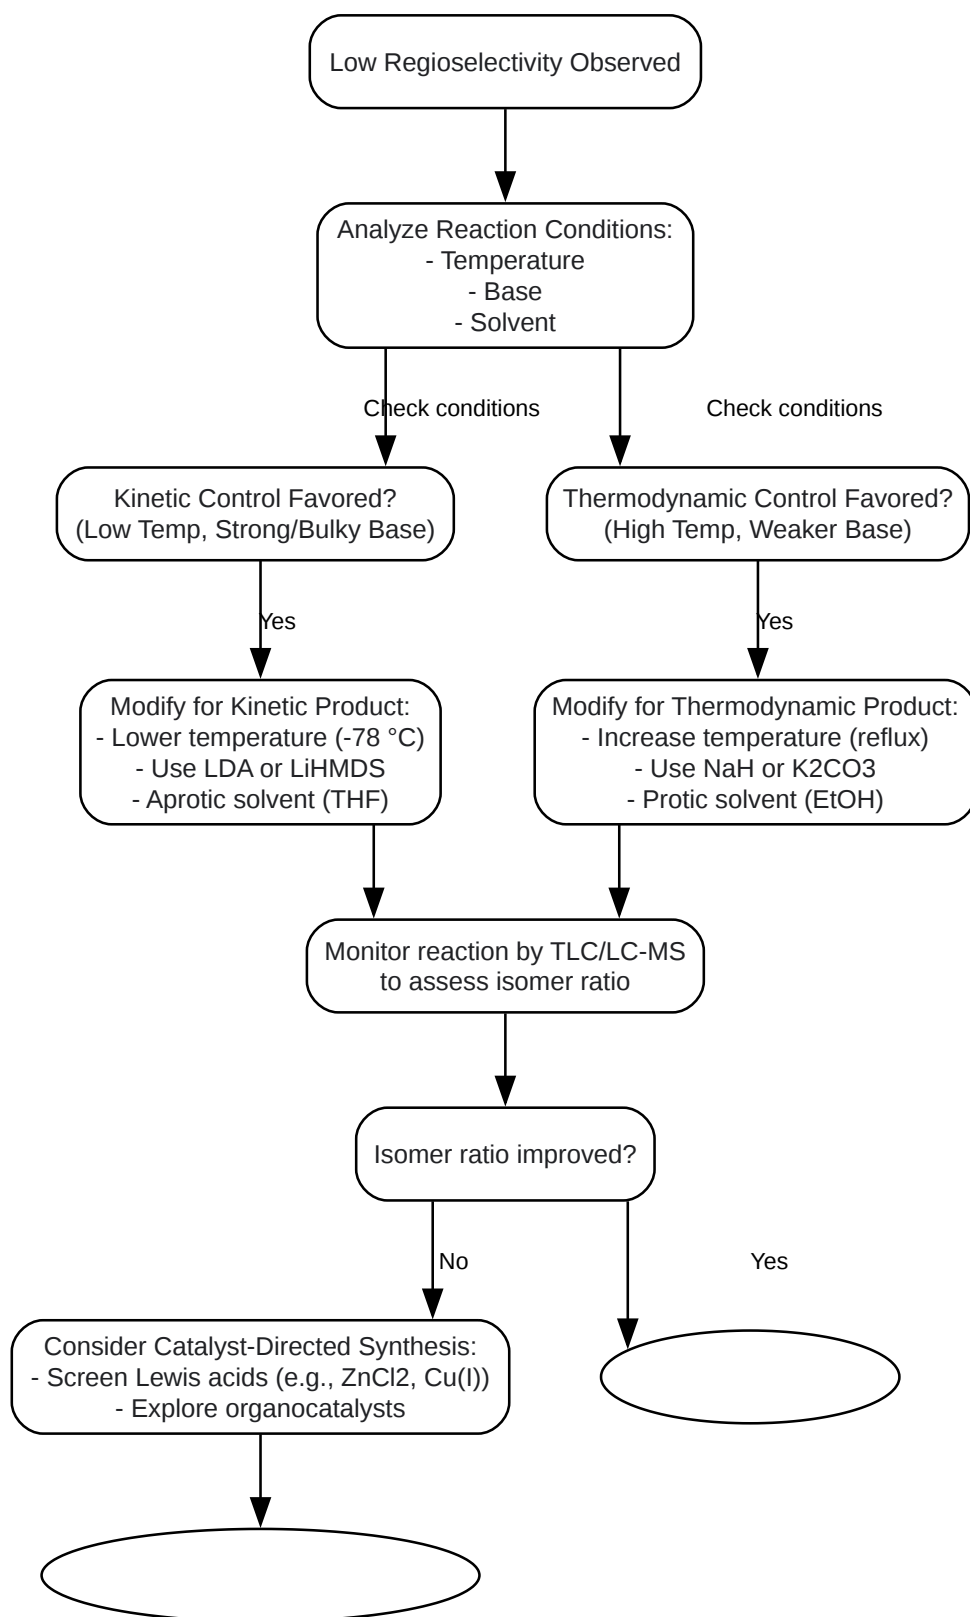 Low Regioselectivity Observed
Analyze Reaction Conditions:
- Temperature
- Base
- Solvent
Check conditions
Check conditions
Kinetic Control Favored?
(Low Temp, Strong/Bulky Base)
Thermodynamic Control Favored?
(High Temp, Weaker Base)
Yes
Yes
Modify for Kinetic Product:
- Lower temperature (-78 °C)
- Use LDA or LiHMDS
- Aprotic solvent (THF)
Modify for Thermodynamic Product:
- Increase temperature (reflux)
- Use NaH or K2CO3
- Protic solvent (EtOH)
Monitor reaction by TLC/LC-MS
to assess isomer ratio
Isomer ratio improved?
No
Yes
Consider Catalyst-Directed Synthesis:
- Screen Lewis acids (e.g., ZnCl2, Cu(I))
- Explore organocatalysts